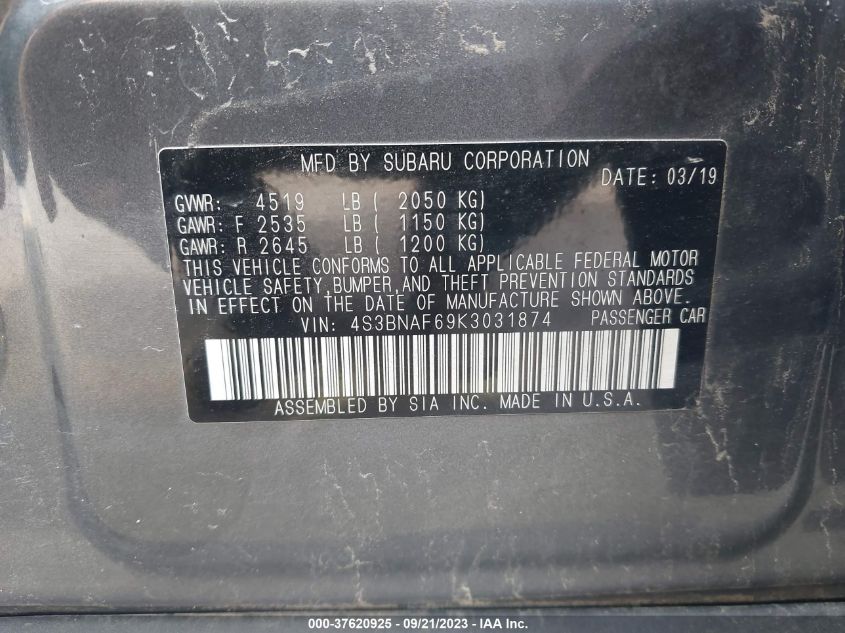 MFD BY SUBARU CORPORATION
DATE: 03/19
GVWR: 4519 LB ( 2050 KG)
GAWR: F 2535 LB ( 1150 KG)
GAWR: R 2645 LB ( 1200 KG)
THIS VEHICLE CONFORMS TO ALL APPLICABLE FEDERAL MOTOR
VEHICLE SAFETY,BUMPER,AND THEFT PREVENTION STANDARDS
IN EFFECT ON THE DATE OF MANUFACTURE SHOWN ABOVE.
VIN: 4S3BNAF69K3031874 PASSENGER CAR
ASSEMBLED BY SIA INC. MADE IN U.S.A.
000-37620925 - 09/21/2023 - IAAI.COM